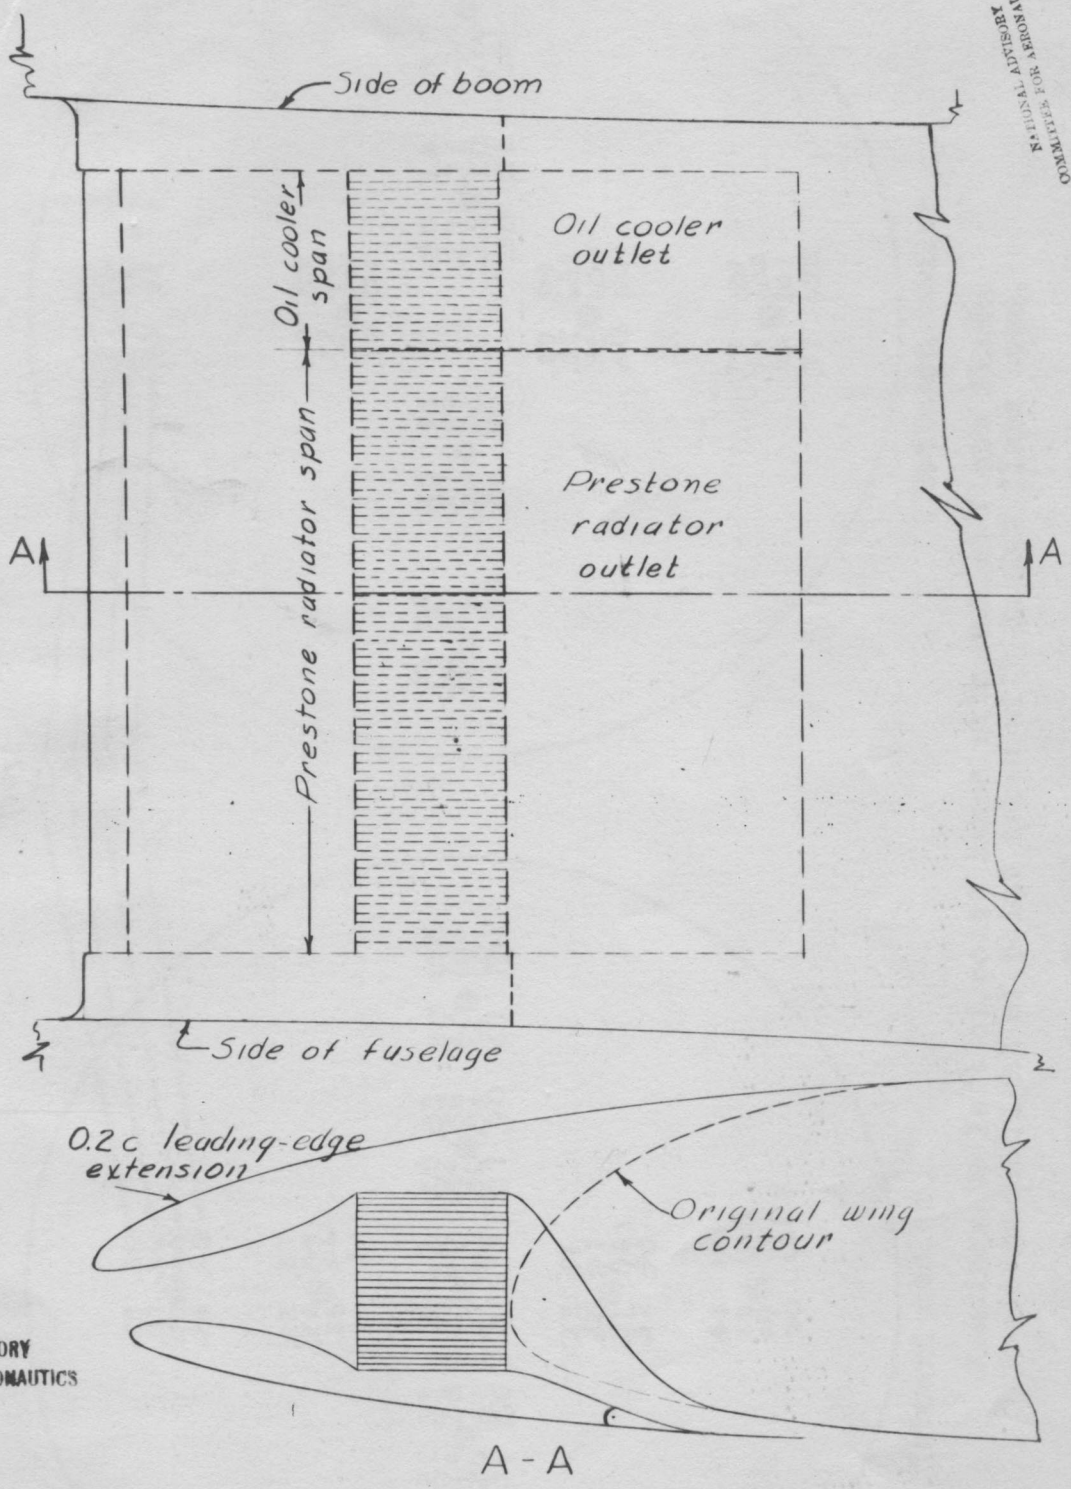 NATIONAL ADVISORY
COMMITTEE FOR AERONAU
Side of boom
Oil cooler
span
Oil cooler
outlet
Prestone radiator span
Prestone
radiator
outlet
A
A
Side of fuselage
0.2c leading-edge
extension
Original wing
contour
ORY
ONAUTICS
A-A